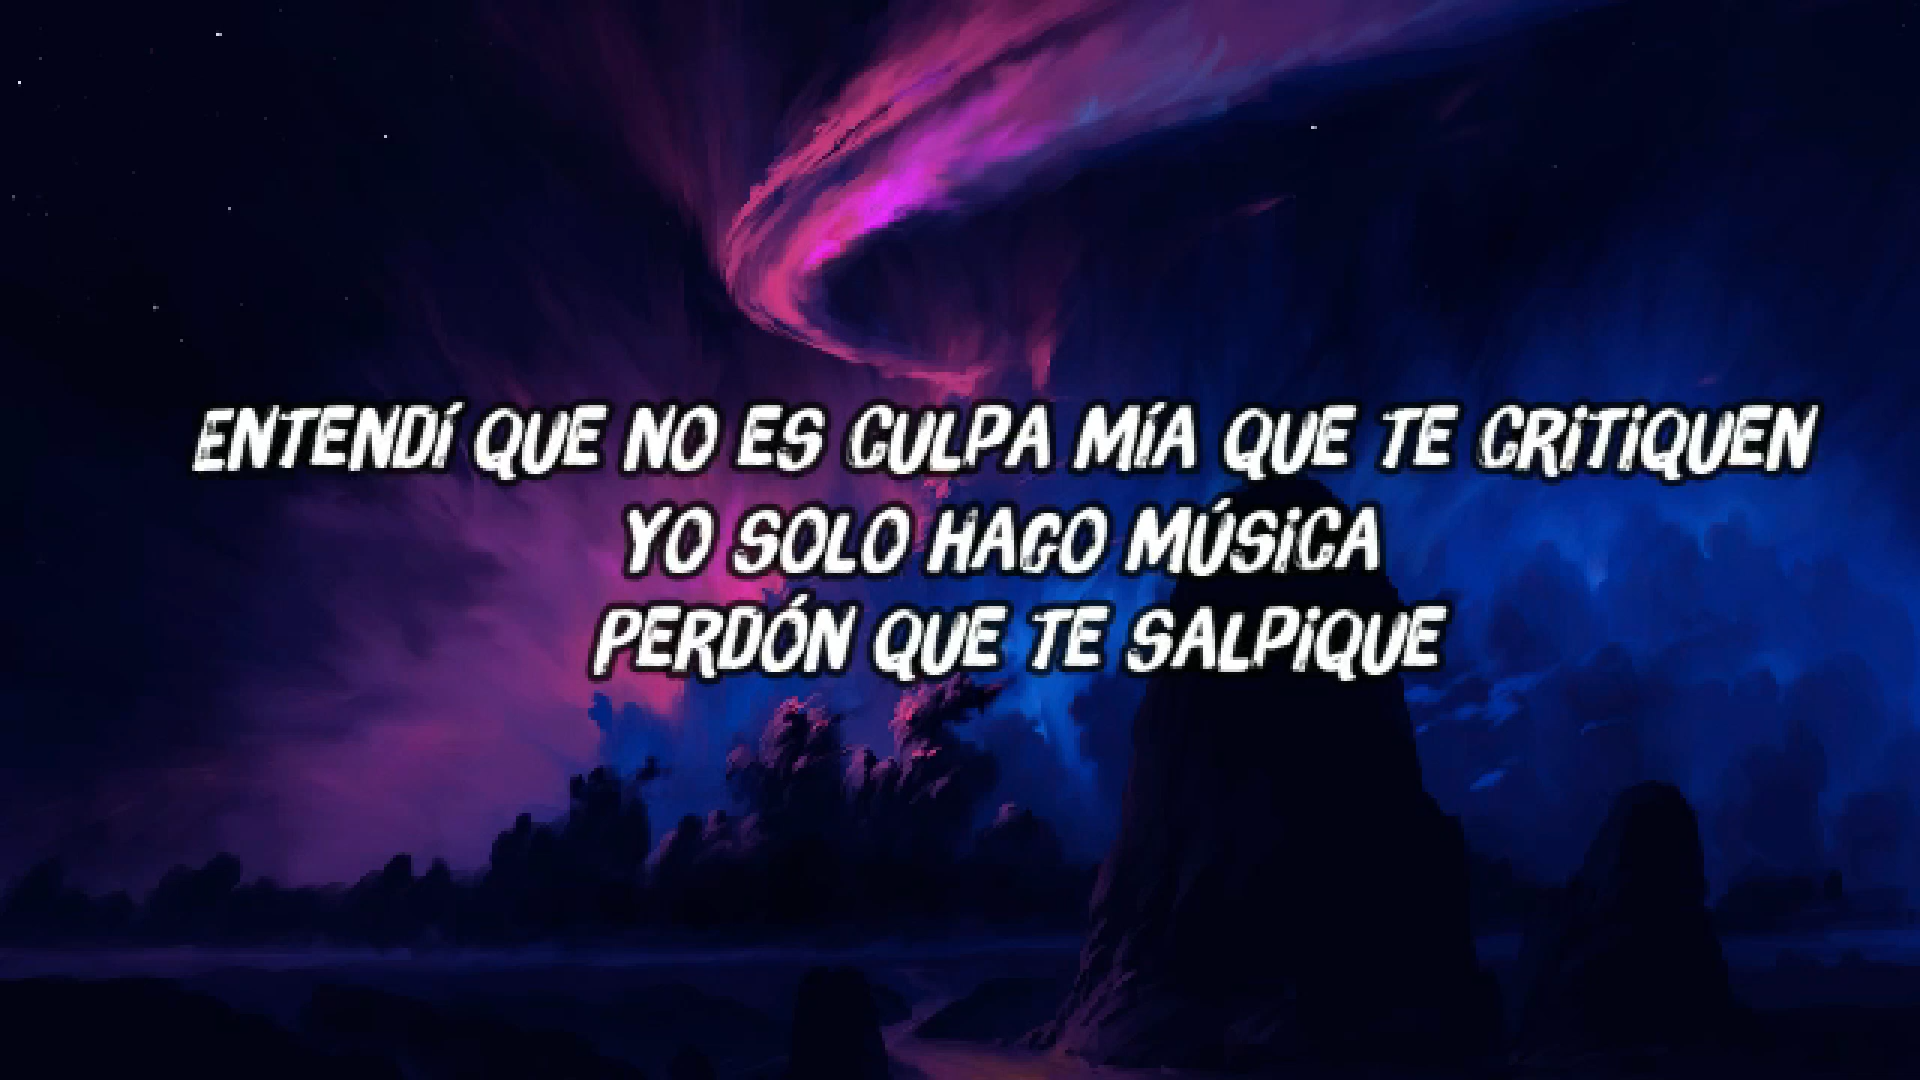 ENTENDÍ QUE NO ES CULPA MÍA QUE TE CRITIQUEN
YO SOLO HAGO MÚSICA
PERDÓN QUE TE SALPIQUE